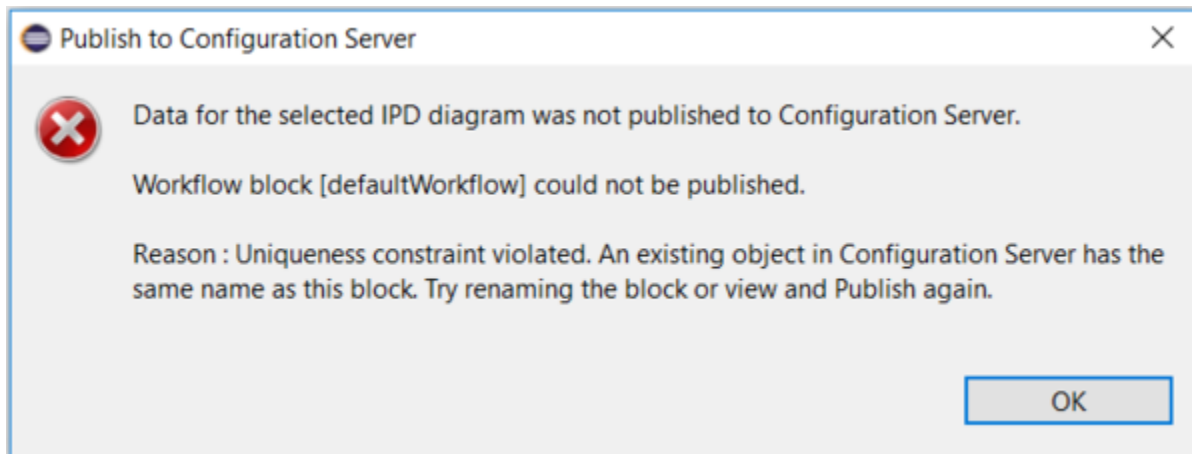 Publish to Configuration Server
Data for the selected IPD diagram was not published to Configuration Server.
Workflow block [defaultWorkflow] could not be published.
Reason : Uniqueness constraint violated. An existing object in Configuration Server has the
same name as this block. Try renaming the block or view and Publish again.
OK